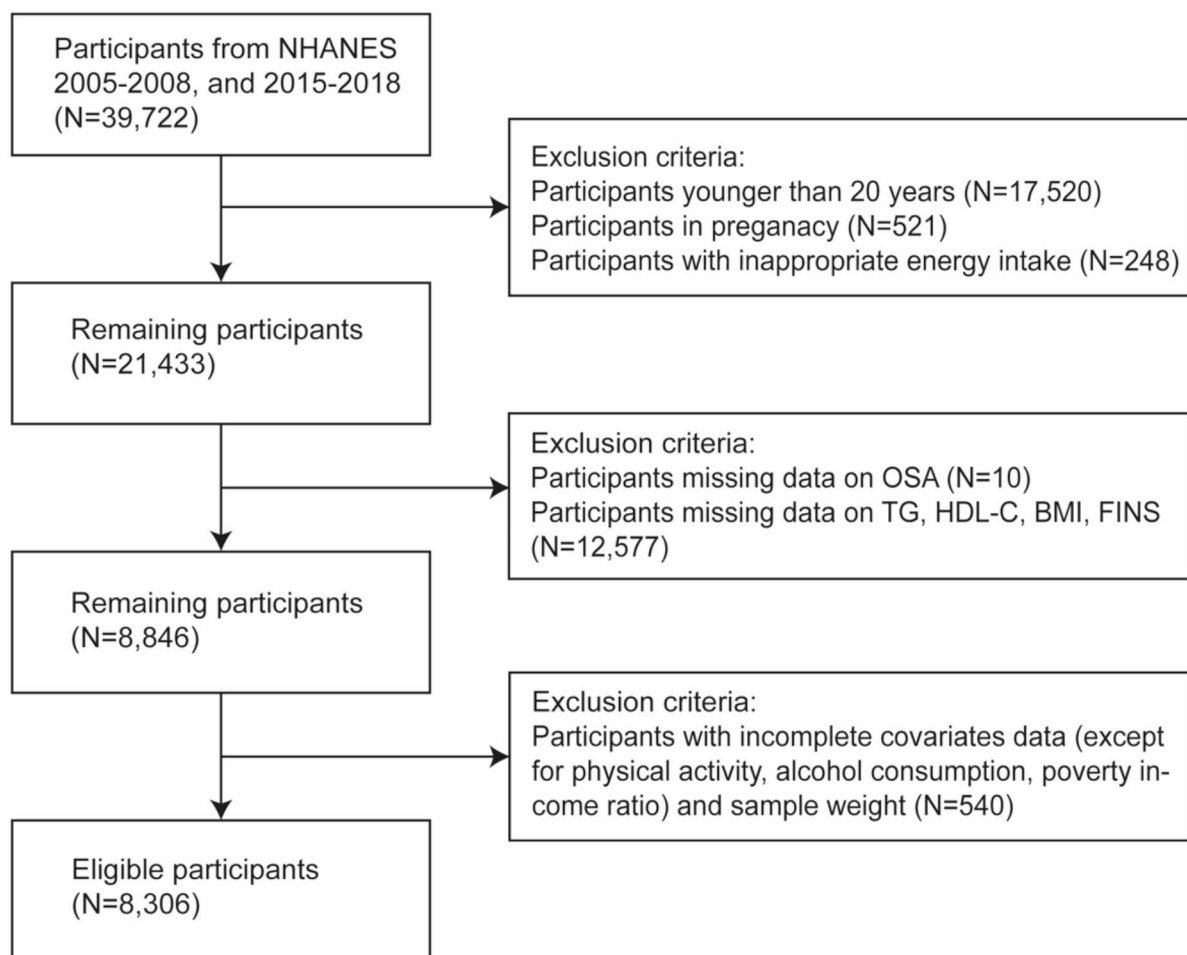 Participants from NHANES
2005-2008, and 2015-2018
(N=39,722)
Exclusion criteria:
Participants younger than 20 years (N=17,520)
Participants in preganacy (N=521)
Participants with inappropriate energy intake (N=248)
Remaining participants
(N=21,433)
Exclusion criteria:
Participants missing data on OSA (N=10)
Participants missing data on TG, HDL-C, BMI, FINS
(N=12,577)
Remaining participants
(N=8,846)
Exclusion criteria:
Participants with incomplete covariates data (except
for physical activity, alcohol consumption, poverty in-
come ratio) and sample weight (N=540)
Eligible participants
(N=8,306)